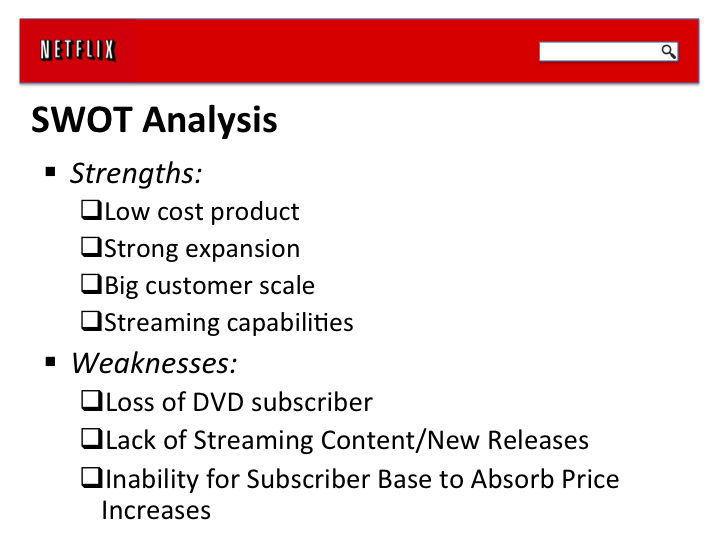 NETFLIX
SWOT Analysis
▪ Strengths:
❑Low cost product
❑Strong expansion
❑Big customer scale
❑Streaming capabilities
▪ Weaknesses:
❑Loss of DVD subscriber
❑Lack of Streaming Content/New Releases
❑Inability for Subscriber Base to Absorb Price
Increases